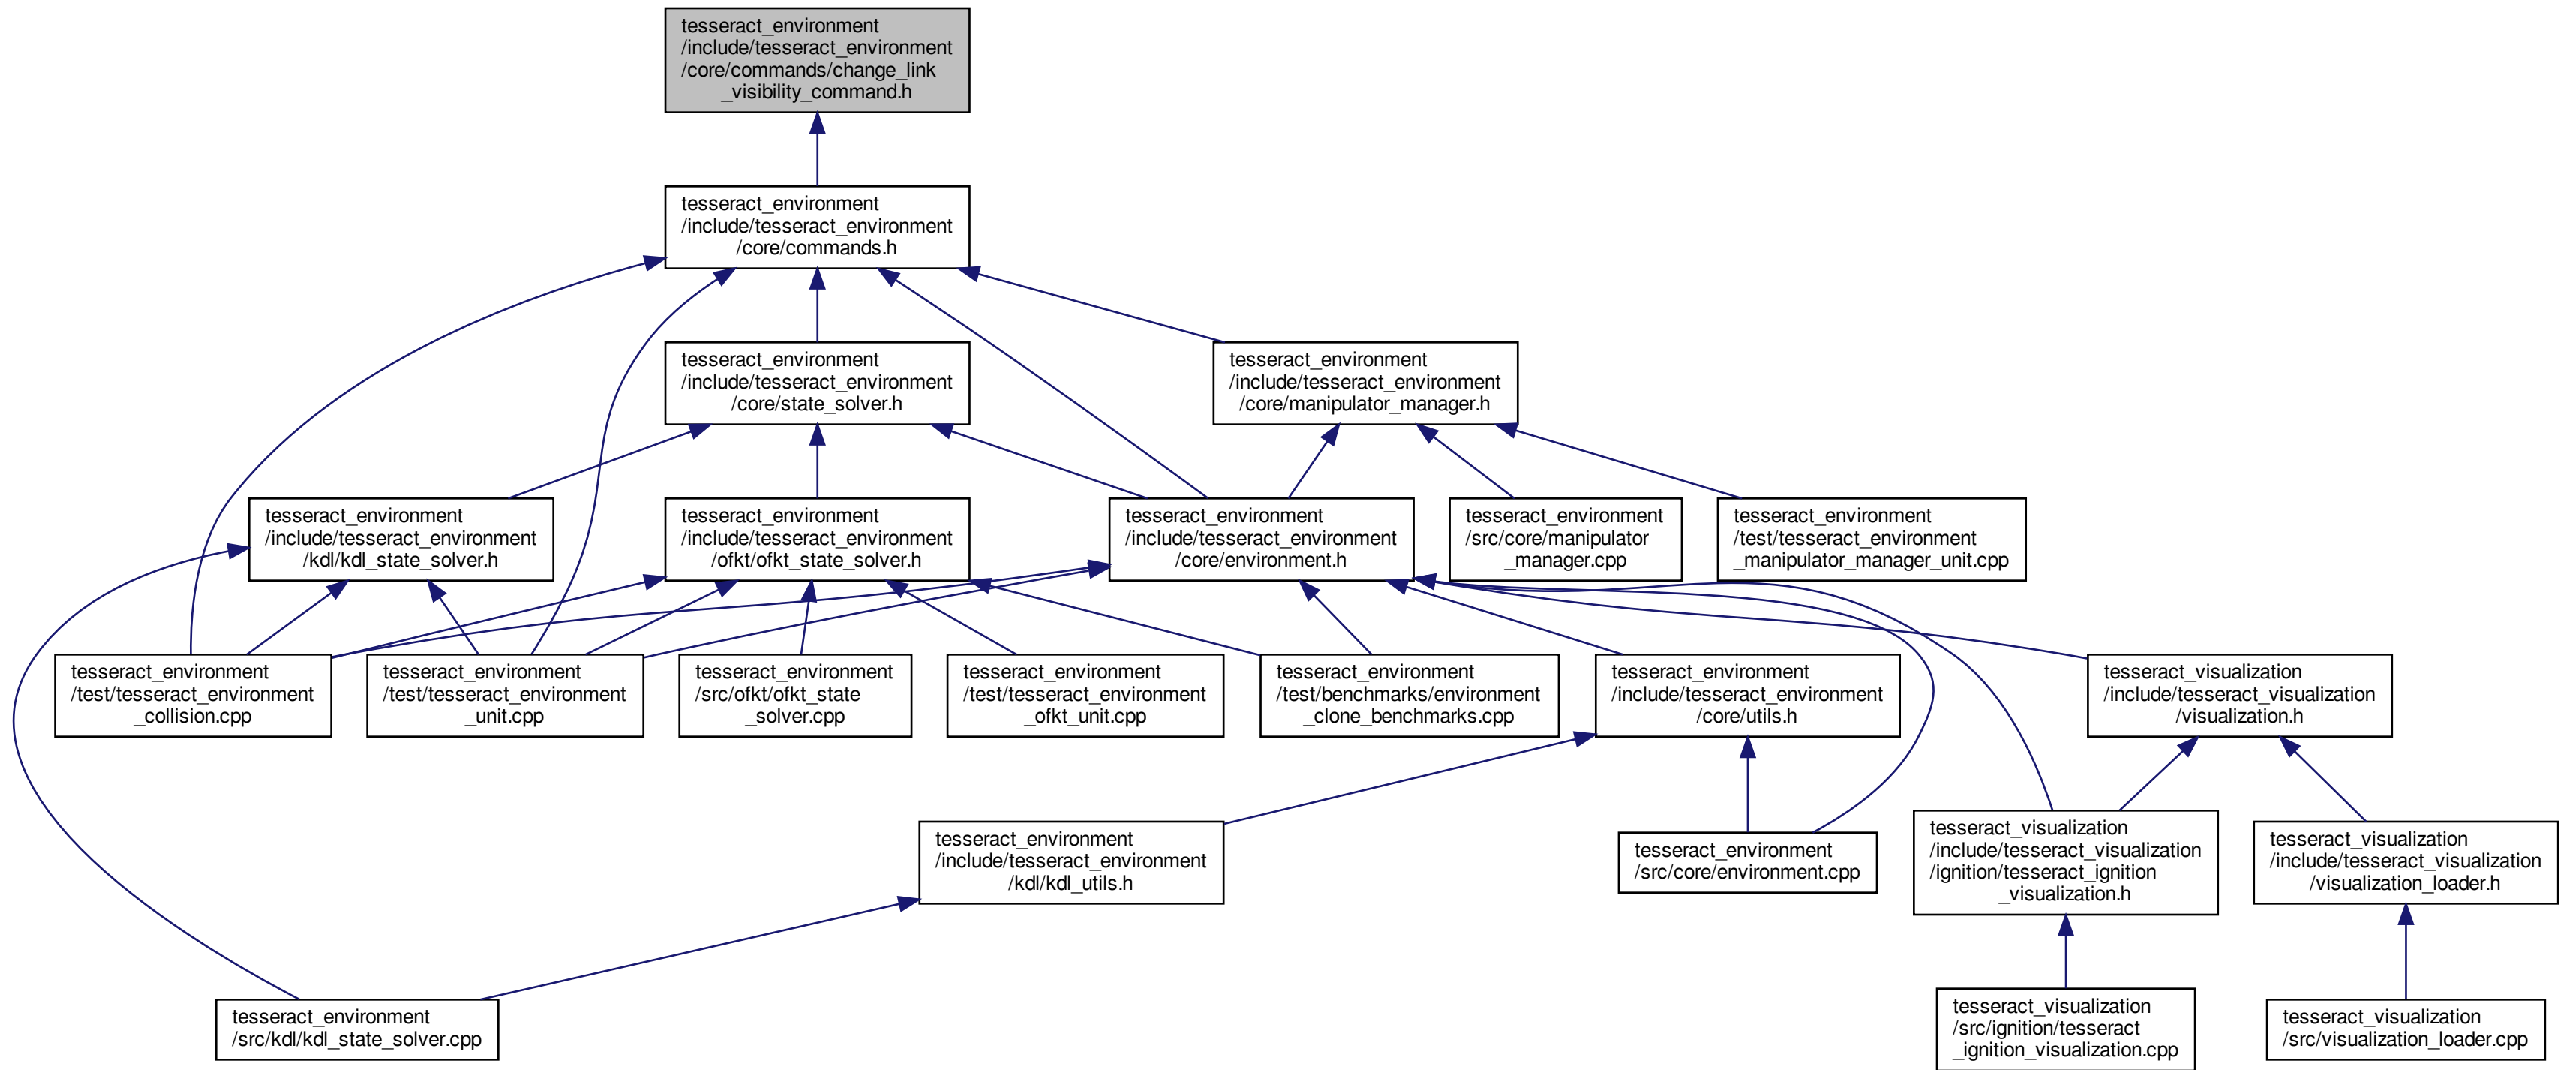 tesseract_environment
/include/tesseract_environment
/core/commands/change_link
_visibility_command.h
tesseract_environment
/include/tesseract_environment
/core/commands.h
tesseract_environment
/include/tesseract_environment
/core/state_solver.h
tesseract_environment
/include/tesseract_environment
/core/manipulator_manager.h
tesseract_environment
/include/tesseract_environment
/kdl/kdl_state_solver.h
tesseract_environment
/include/tesseract_environment
/ofkt/ofkt_state_solver.h
tesseract_environment
/include/tesseract_environment
/core/environment.h
tesseract_environment
/src/core/manipulator
_manager.cpp
tesseract_environment
/test/tesseract_environment
_manipulator_manager_unit.cpp
tesseract_environment
/test/tesseract_environment
_collision.cpp
tesseract_environment
/test/tesseract_environment
_unit.cpp
tesseract_environment
/src/ofkt/ofkt_state
_solver.cpp
tesseract_environment
/test/tesseract_environment
_ofkt_unit.cpp
tesseract_environment
/test/benchmarks/environment
_clone_benchmarks.cpp
tesseract_environment
/include/tesseract_environment
/core/utils.h
tesseract_visualization
/include/tesseract_visualization
/visualization.h
tesseract_environment
/include/tesseract_environment
/kdl/kdl_utils.h
tesseract_environment
/src/core/environment.cpp
tesseract_visualization
/include/tesseract_visualization
/ignition/tesseract_ignition
_visualization.h
tesseract_visualization
/include/tesseract_visualization
/visualization_loader.h
tesseract_environment
/src/kdl/kdl_state_solver.cpp
tesseract_visualization
/src/ignition/tesseract
_ignition_visualization.cpp
tesseract_visualization
/src/visualization_loader.cpp